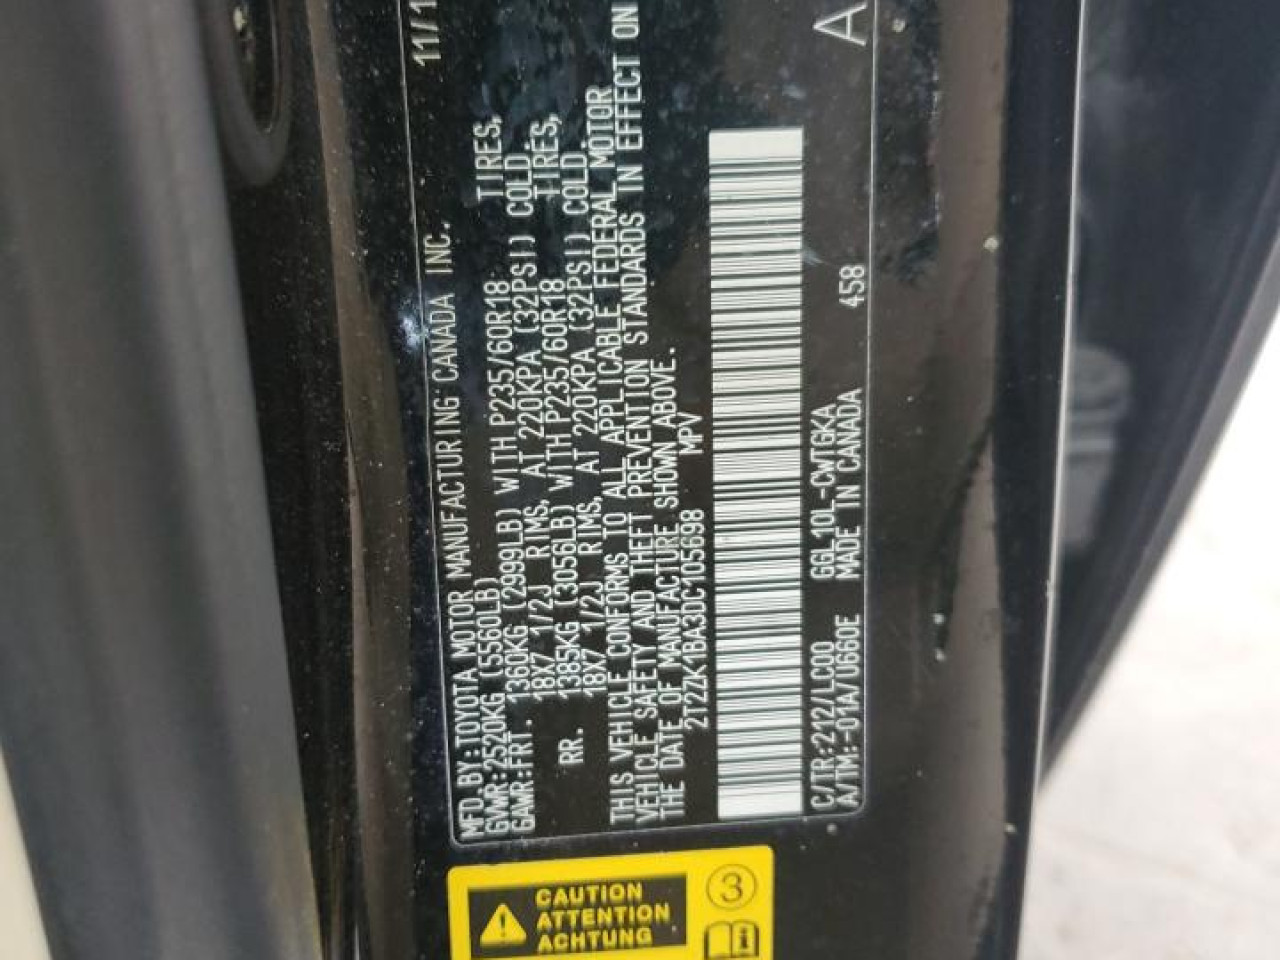 MFD.BY:TOYOTA MOTOR MANUFACTURING CANADA INC. 11/1
GVWR:2520KG (5560LB)
GAWR:FRT. 1360KG (2999LB) WITH P235/60R18 TIRES,
18X7 1/2J RIMS, AT 220KPA (32PSI) COLD.
RR. 1385KG (3056LB) WITH P235/60R18 TIRES,
18X7 1/2J RIMS, AT 220KPA (32PSI) COLD.
THIS VEHICLE CONFORMS TO ALL APPLICABLE FEDERAL MOTOR
VEHICLE SAFETY AND THEFT PREVENTION STANDARDS IN EFFECT ON
THE DATE OF MANUFACTURE SHOWN ABOVE.
2T2ZK1BA3DC105698 MPV
C/TR:212/LC00 GGL10L-CWTGKA A
A/TM:-01A/U660E MADE IN CANADA 458
CAUTION
ATTENTION
ACHTUNG
3